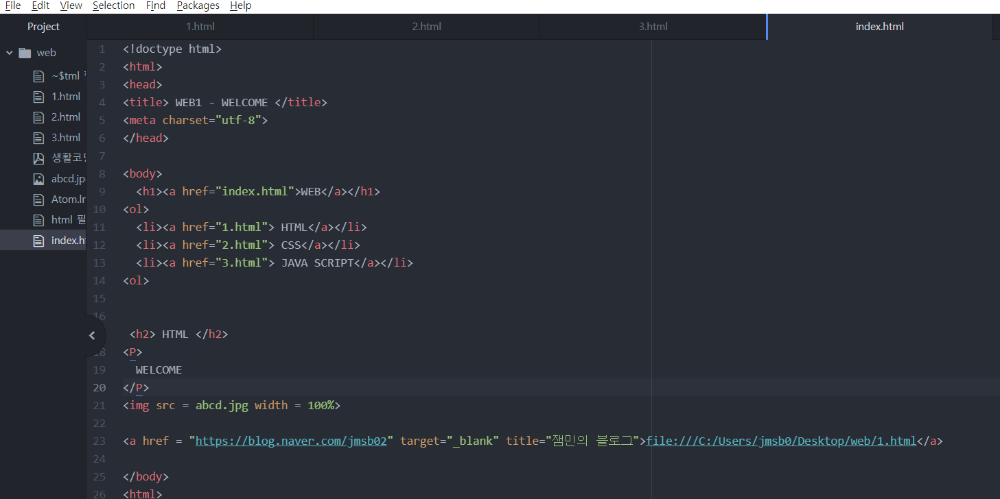 File Edit View Selection Find Packages Help
Project
1.html
2.html
3.html
index.html
web
~$tml
1.html
2.html
3.html
생활코
abcd.jp
Atom.ln
html 필
index.h
1 <!doctype html>
2 <html>
3 <head>
4 <title> WEB1 - WELCOME </title>
5 <meta charset="utf-8">
6 </head>
7
8 <body>
9 <h1><a href="index.html">WEB</a></h1>
10 <ol>
11 <li><a href="1.html"> HTML</a></li>
12 <li><a href="2.html"> CSS</a></li>
13 <li><a href="3.html"> JAVA SCRIPT</a></li>
14 <ol>
15
16
<h2> HTML </h2>
18 <P>
19 WELCOME
20 </P>
21 <img src = abcd.jpg width = 100%>
22
23 <a href = "https://blog.naver.com/jmsb02" target="_blank" title="잼민의 블로그">file:///C:/Users/jmsb0/Desktop/web/1.html</a>
24
25 </body>
26 <html>